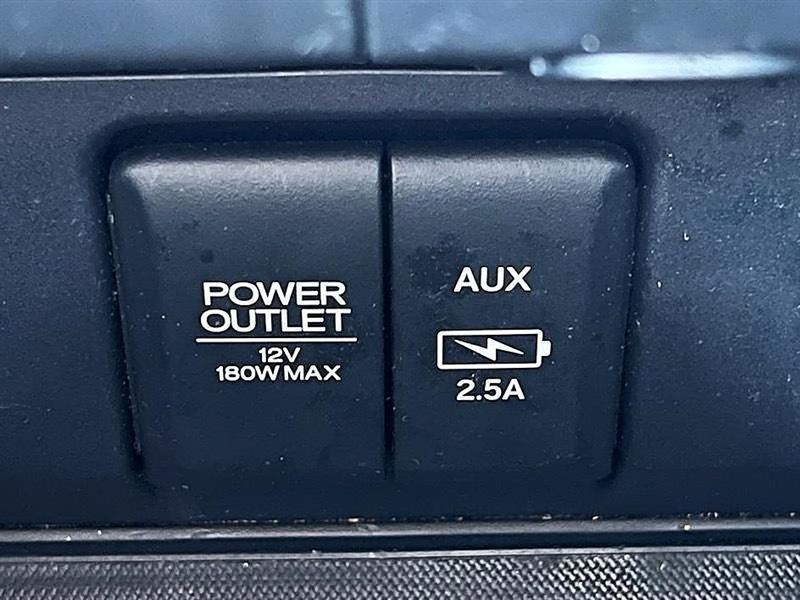 POWER
OUTLET
12V
180W MAX
AUX
2.5A